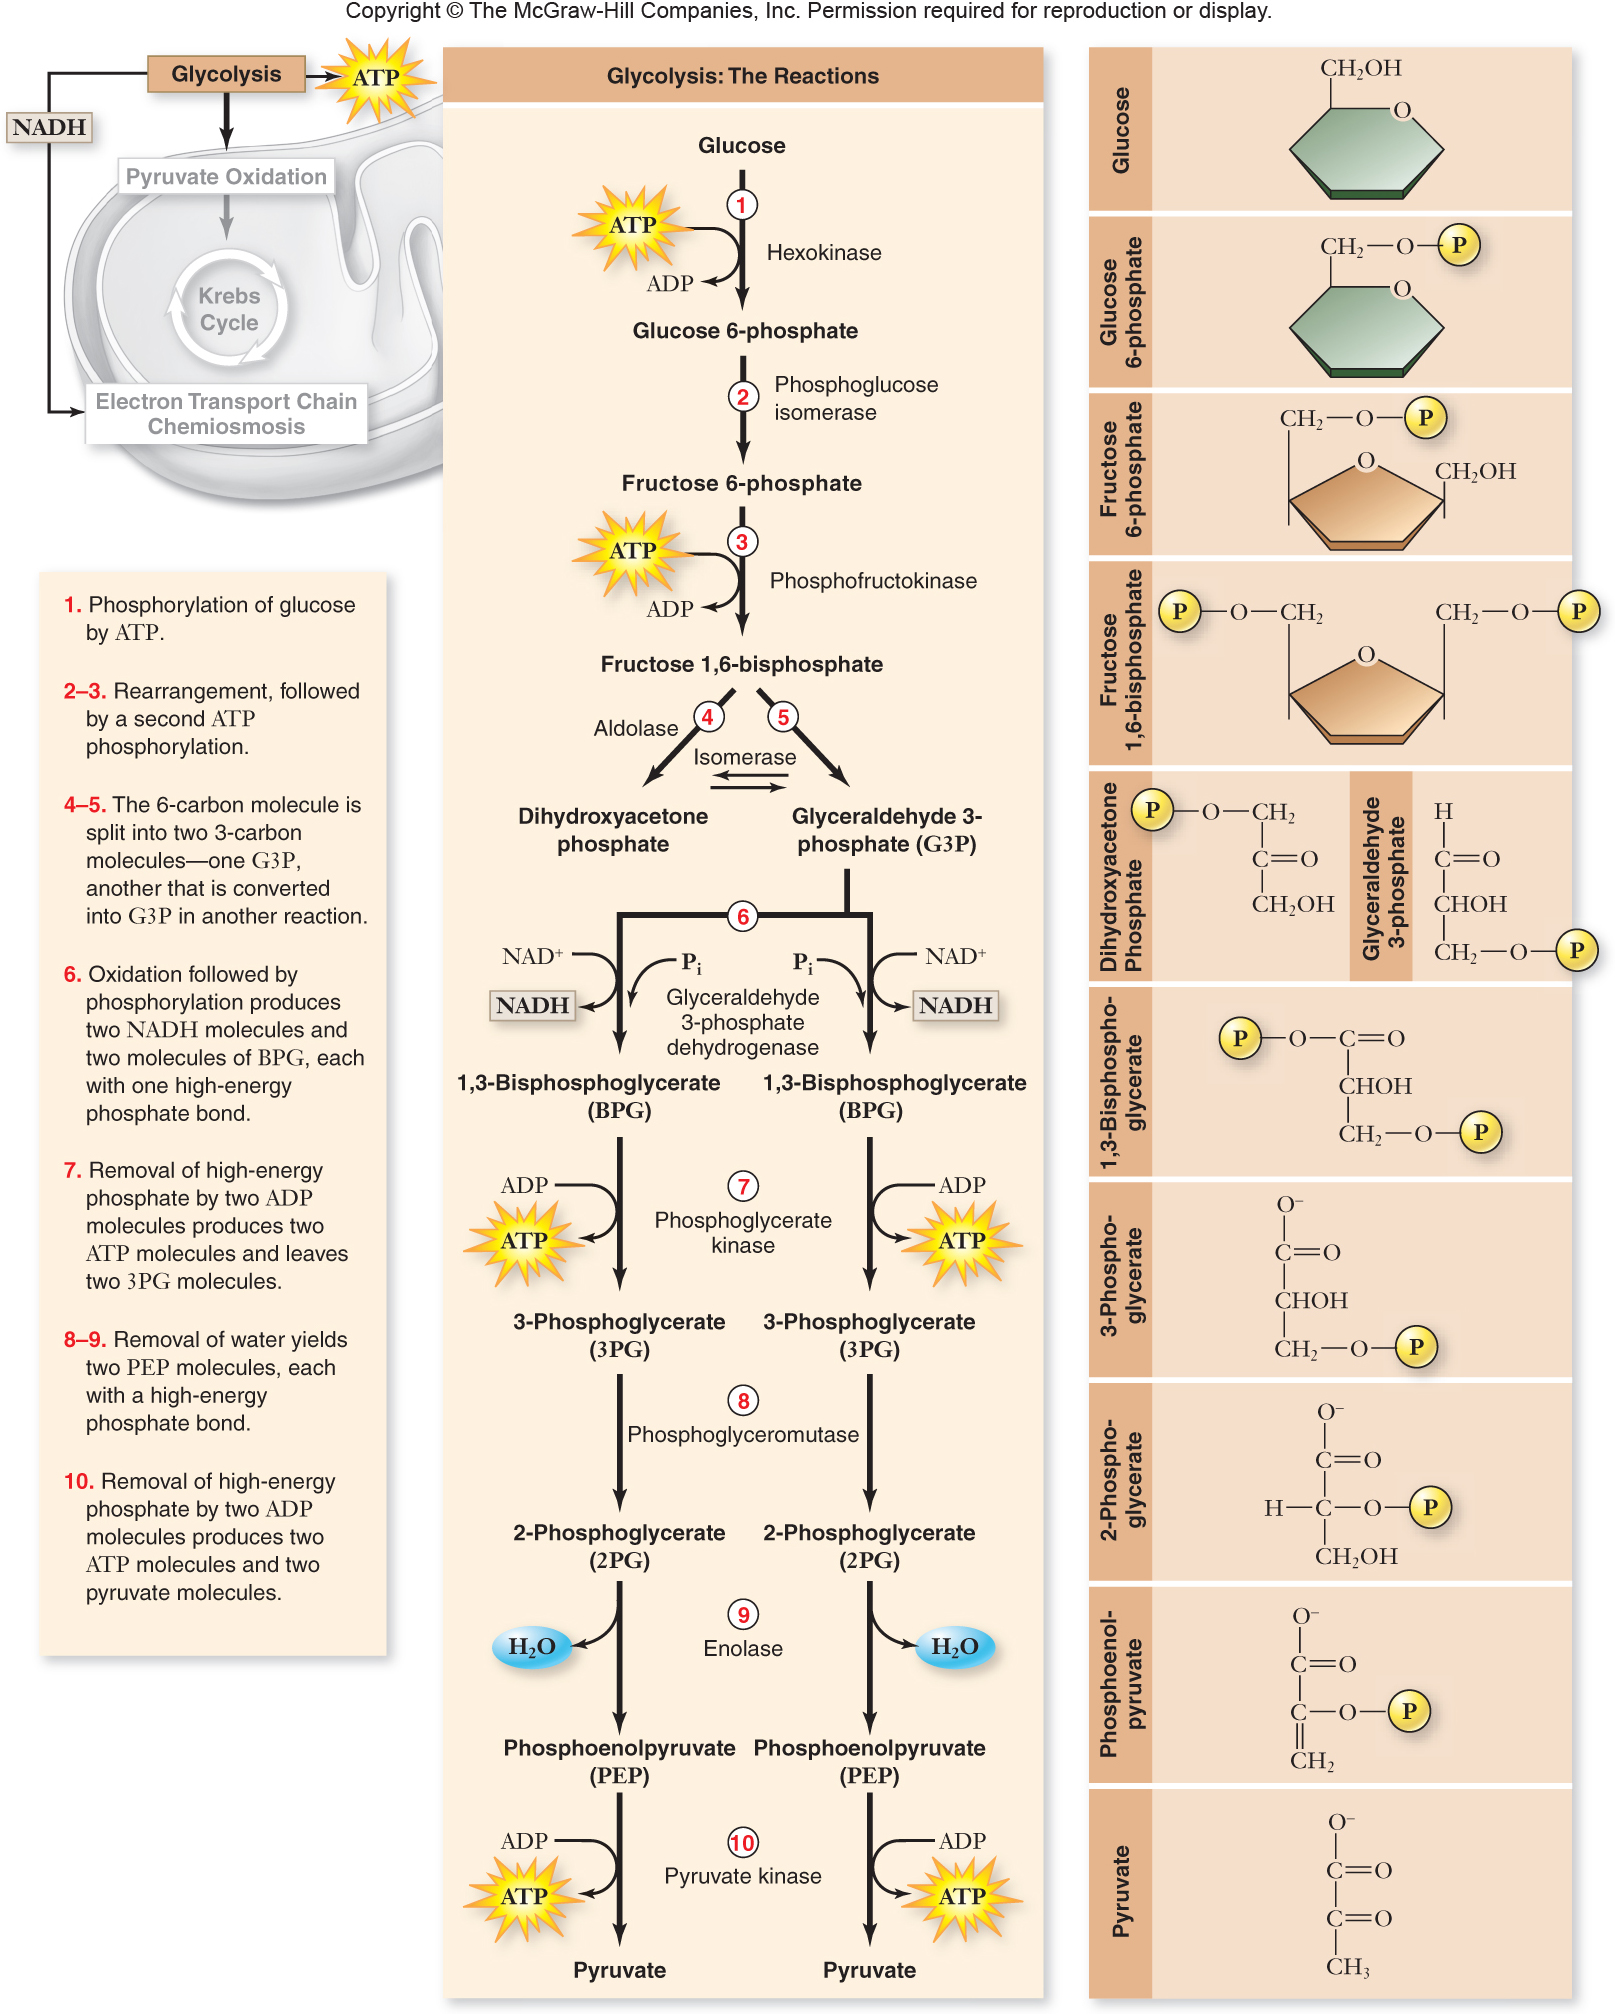 Copyright © The McGraw-Hill Companies, Inc. Permission required for reproduction or display.
Glycolysis
ATP
NADH
Pyruvate Oxidation
Krebs
Cycle
Electron Transport Chain
Chemiosmosis
1. Phosphorylation of glucose
by ATP.
2–3. Rearrangement, followed
by a second ATP
phosphorylation.
4–5. The 6-carbon molecule is
split into two 3-carbon
molecules—one G3P,
another that is converted
into G3P in another reaction.
6. Oxidation followed by
phosphorylation produces
two NADH molecules and
two molecules of BPG, each
with one high-energy
phosphate bond.
7. Removal of high-energy
phosphate by two ADP
molecules produces two
ATP molecules and leaves
two 3PG molecules.
8–9. Removal of water yields
two PEP molecules, each
with a high-energy
phosphate bond.
10. Removal of high-energy
phosphate by two ADP
molecules produces two
ATP molecules and two
pyruvate molecules.
Glycolysis: The Reactions
Glucose
1
ATP
Hexokinase
ADP
Glucose 6-phosphate
2
Phosphoglucose
isomerase
Fructose 6-phosphate
3
ATP
Phosphofructokinase
ADP
Fructose 1,6-bisphosphate
4 5
Aldolase
Isomerase
Dihydroxyacetone
phosphate
Glyceraldehyde 3-
phosphate (G3P)
6
NAD+ Pi Pi NAD+
NADH NADH
Glyceraldehyde
3-phosphate
dehydrogenase
1,3-Bisphosphoglycerate 1,3-Bisphosphoglycerate
(BPG) (BPG)
ADP 7 ADP
ATP ATP
Phosphoglycerate
kinase
3-Phosphoglycerate 3-Phosphoglycerate
(3PG) (3PG)
8
Phosphoglyceromutase
2-Phosphoglycerate 2-Phosphoglycerate
(2PG) (2PG)
9
H2O Enolase H2O
Phosphoenolpyruvate Phosphoenolpyruvate
(PEP) (PEP)
ADP 10 ADP
Pyruvate kinase
ATP ATP
Pyruvate Pyruvate
Glucose
CH2OH
O
Glucose
6-phosphate
CH2—O—P
O
Fructose
6-phosphate
CH2—O—P
O
CH2OH
Fructose
1,6-bisphosphate
P—O—CH2 CH2—O—P
O
Dihydroxyacetone
Phosphate
P—O—CH2
C=O
CH2OH
Glyceraldehyde
3-phosphate
H
C=O
CHOH
CH2—O—P
1,3-Bisphospho-
glycerate
P—O—C=O
CHOH
CH2—O—P
3-Phospho-
glycerate
O−
C=O
CHOH
CH2—O—P
2-Phospho-
glycerate
O−
C=O
H—C—O—P
CH2OH
Phosphoenol-
pyruvate
O−
C=O
C—O—P
CH2
Pyruvate
O−
C=O
C=O
CH3